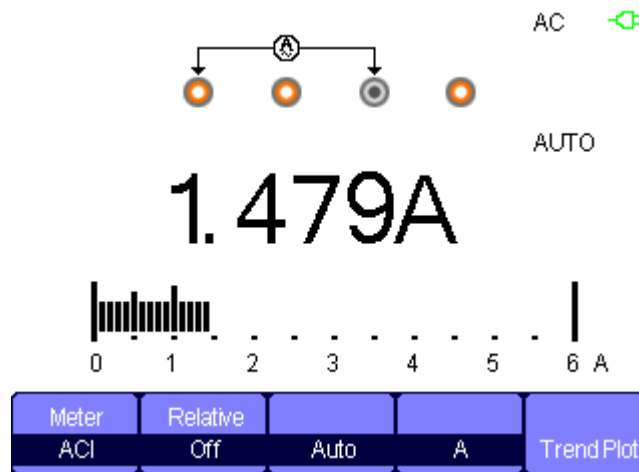 AC
A
AUTO
1.479A
0 1 2 3 4 5 6 A
Meter Relative
ACI Off Auto A Trend Plot